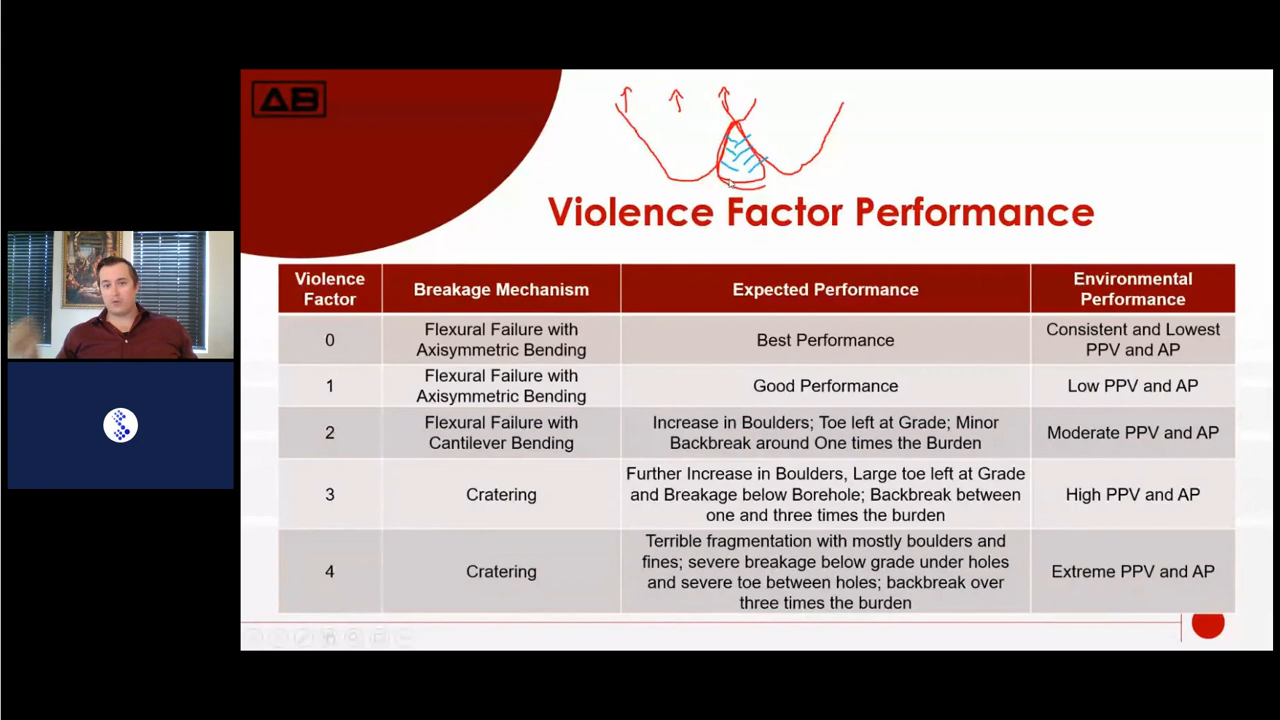 AB
Violence Factor Performance
Violence
Factor
Breakage Mechanism
Expected Performance
Environmental
Performance
0
Flexural Failure with
Axisymmetric Bending
Best Performance
Consistent and Lowest
PPV and AP
1
Flexural Failure with
Axisymmetric Bending
Good Performance
Low PPV and AP
2
Flexural Failure with
Cantilever Bending
Increase in Boulders; Toe left at Grade; Minor
Backbreak around One times the Burden
Moderate PPV and AP
3
Cratering
Further Increase in Boulders, Large toe left at Grade
and Breakage below Borehole; Backbreak between
one and three times the burden
High PPV and AP
4
Cratering
Terrible fragmentation with mostly boulders and
fines; severe breakage below grade under holes
and severe toe between holes; backbreak over
three times the burden
Extreme PPV and AP